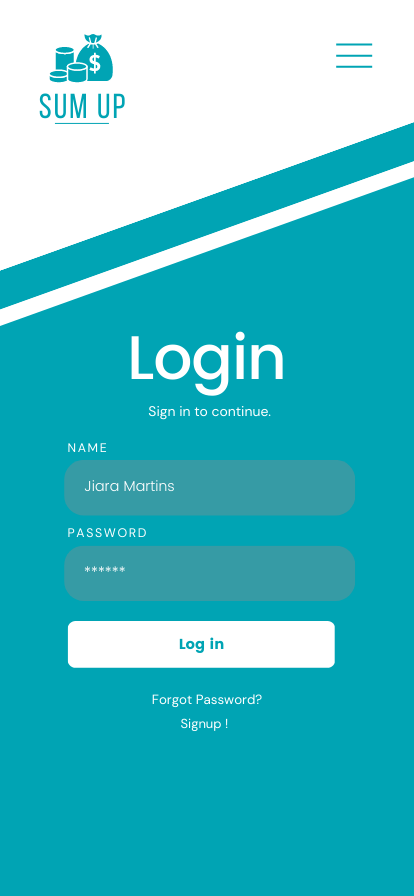 $
SUM UP
Login
Sign in to continue.
NAME
Jiara Martins
PASSWORD
******
Log in
Forgot Password?
Signup !